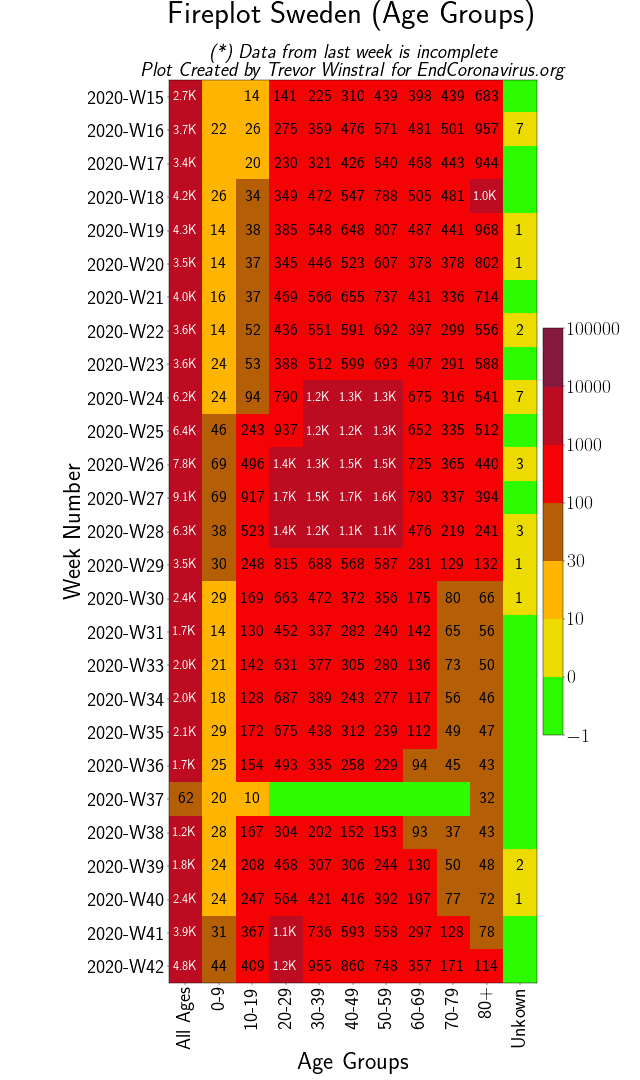 Fireplot Sweden (Age Groups)
(*) Data from last week is incomplete
Plot Created by Trevor Winstral for EndCoronavirus.org
2020-W15 2.7K 14 141 225 310 439 398 439 683
2020-W16 3.7K 22 26 275 359 476 571 481 501 957 7
2020-W17 3.4K 20 230 321 426 540 468 443 944
2020-W18 4.2K 26 34 349 472 547 788 505 481 1.0K
2020-W19 4.3K 14 38 385 548 648 807 487 441 968 1
2020-W20 3.5K 14 37 345 446 523 607 378 378 802 1
2020-W21 4.0K 16 37 469 566 655 737 431 336 714
2020-W22 3.6K 14 52 436 551 591 692 397 299 556 2
2020-W23 3.6K 24 53 388 512 599 693 407 291 588
2020-W24 6.2K 24 94 790 1.2K 1.3K 1.3K 675 316 541 7
2020-W25 6.4K 46 243 937 1.2K 1.2K 1.3K 652 335 512
2020-W26 7.8K 69 496 1.4K 1.3K 1.5K 1.5K 725 365 440 3
2020-W27 9.1K 69 917 1.7K 1.5K 1.7K 1.6K 780 337 394
2020-W28 6.3K 38 523 1.4K 1.2K 1.1K 1.1K 476 219 241 3
2020-W29 3.5K 30 248 815 688 568 587 281 129 132 1
2020-W30 2.4K 29 169 663 472 372 356 175 80 66 1
2020-W31 1.7K 14 130 452 337 282 240 142 65 56
2020-W33 2.0K 21 142 631 377 305 280 136 73 50
2020-W34 2.0K 18 128 687 389 243 277 117 56 46
2020-W35 2.1K 29 172 675 438 312 239 112 49 47
2020-W36 1.7K 25 154 493 335 258 229 94 45 43
2020-W37 62 20 10 32
2020-W38 1.2K 28 167 304 202 152 153 93 37 43
2020-W39 1.8K 24 208 468 307 306 244 130 50 48 2
2020-W40 2.4K 24 247 564 421 416 392 197 77 72 1
2020-W41 3.9K 31 367 1.1K 736 593 558 297 128 78
2020-W42 4.8K 44 409 1.2K 955 860 748 357 171 114
All Ages 0-9 10-19 20-29 30-39 40-49 50-59 60-69 70-79 80+ Unkown
Age Groups
Week Number
100000
10000
1000
100
30
10
0
−1